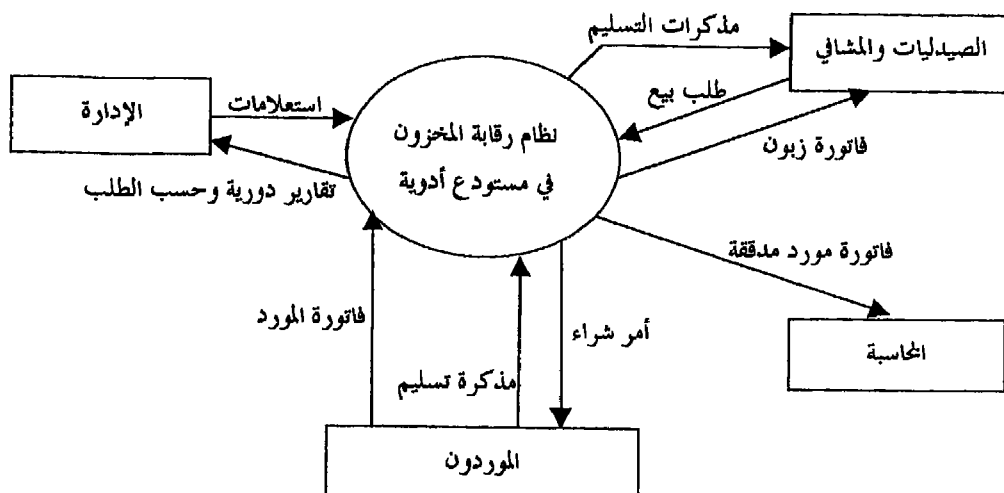 مذكرات التسليم
الصيدليات والمشافي
طلب بيع
فاتورة زبون
استعلامات
الإدارة
نظام رقابة المخزون
في مستودع أدوية
تقارير دورية وحسب الطلب
فاتورة مورد مدققة
المحاسبة
فاتورة المورد
مذكرة تسليم
أمر شراء
الموردون